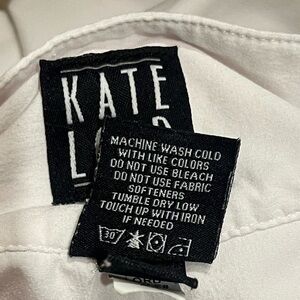 KATE
MACHINE WASH COLD
WITH LIKE COLORS
DO NOT USE BLEACH
DO NOT USE FABRIC
SOFTENERS
TUMBLE DRY LOW
TOUCH UP WITH IRON
IF NEEDED
30